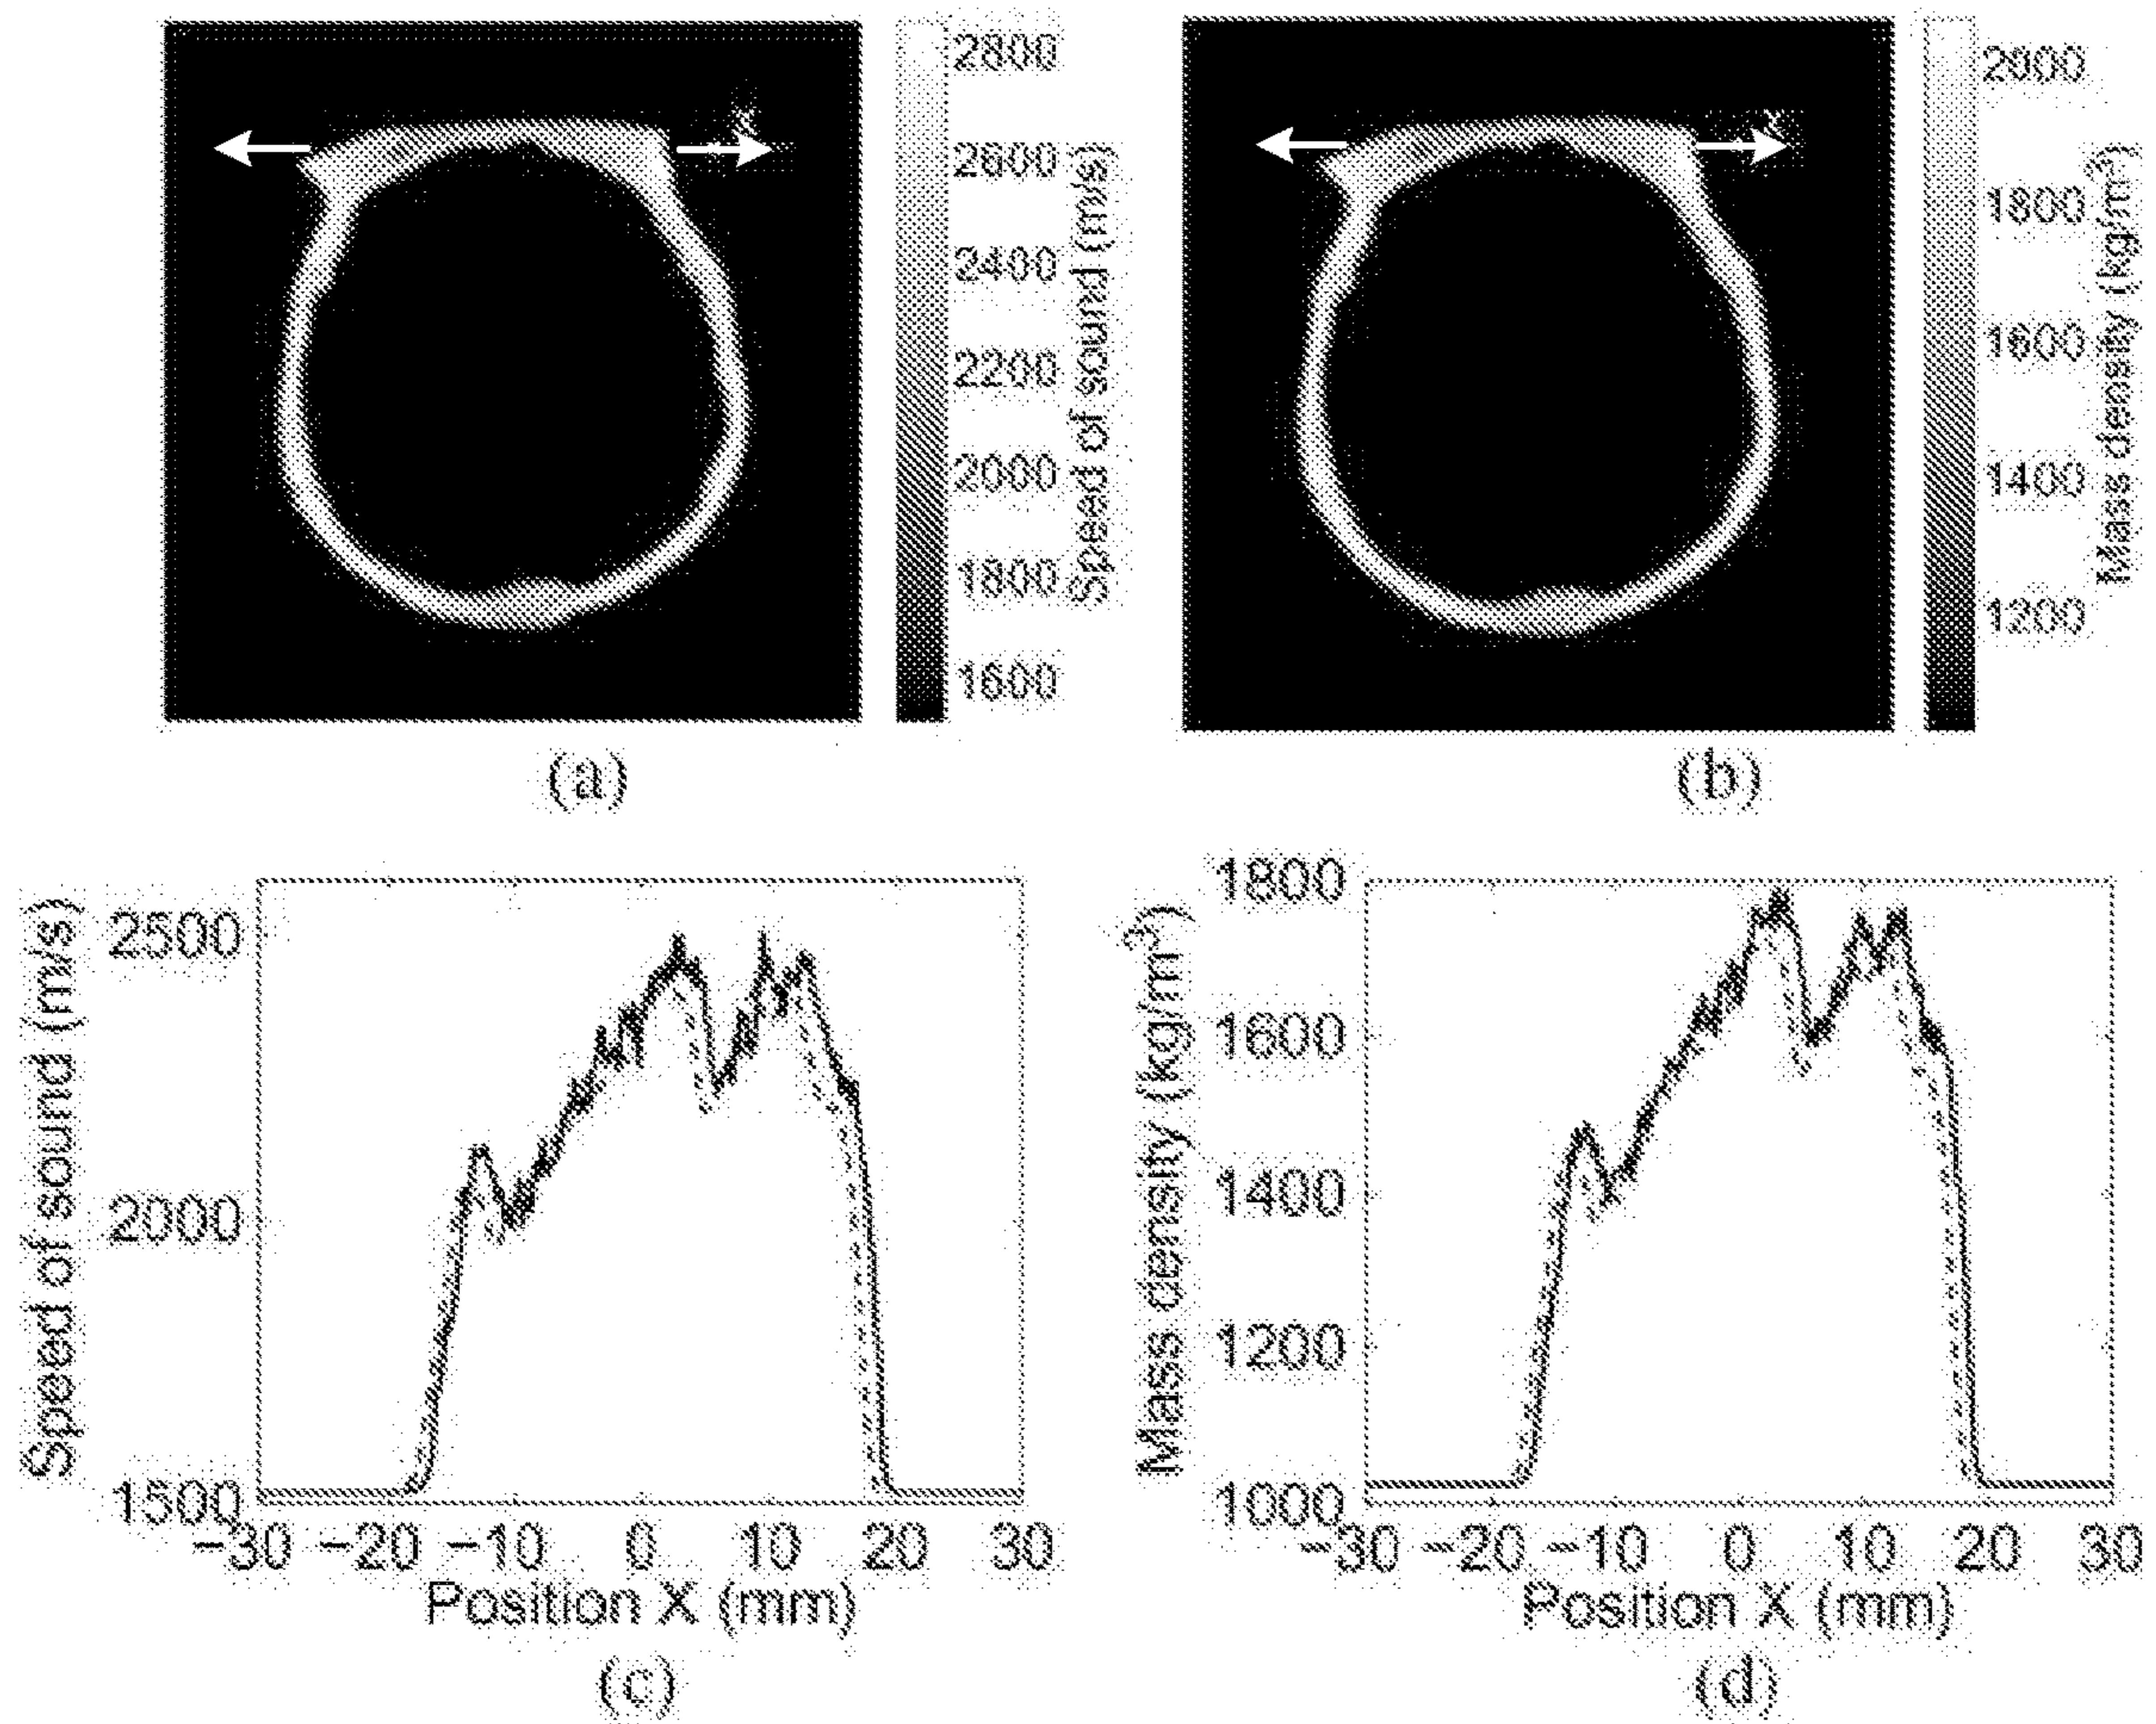 2800
2600
2400
2200
2000
1800
1600
Speed of sound (m/s)
(a)
2000
1800
1600
1400
1200
Mass density (kg/m³)
(b)
Speed of sound (m/s)
2500
2000
1500
−30 −20 −10 0 10 20 30
Position X (mm)
(c)
Mass density (kg/m³)
1800
1600
1400
1200
1000
−30 −20 −10 0 10 20 30
Position X (mm)
(d)